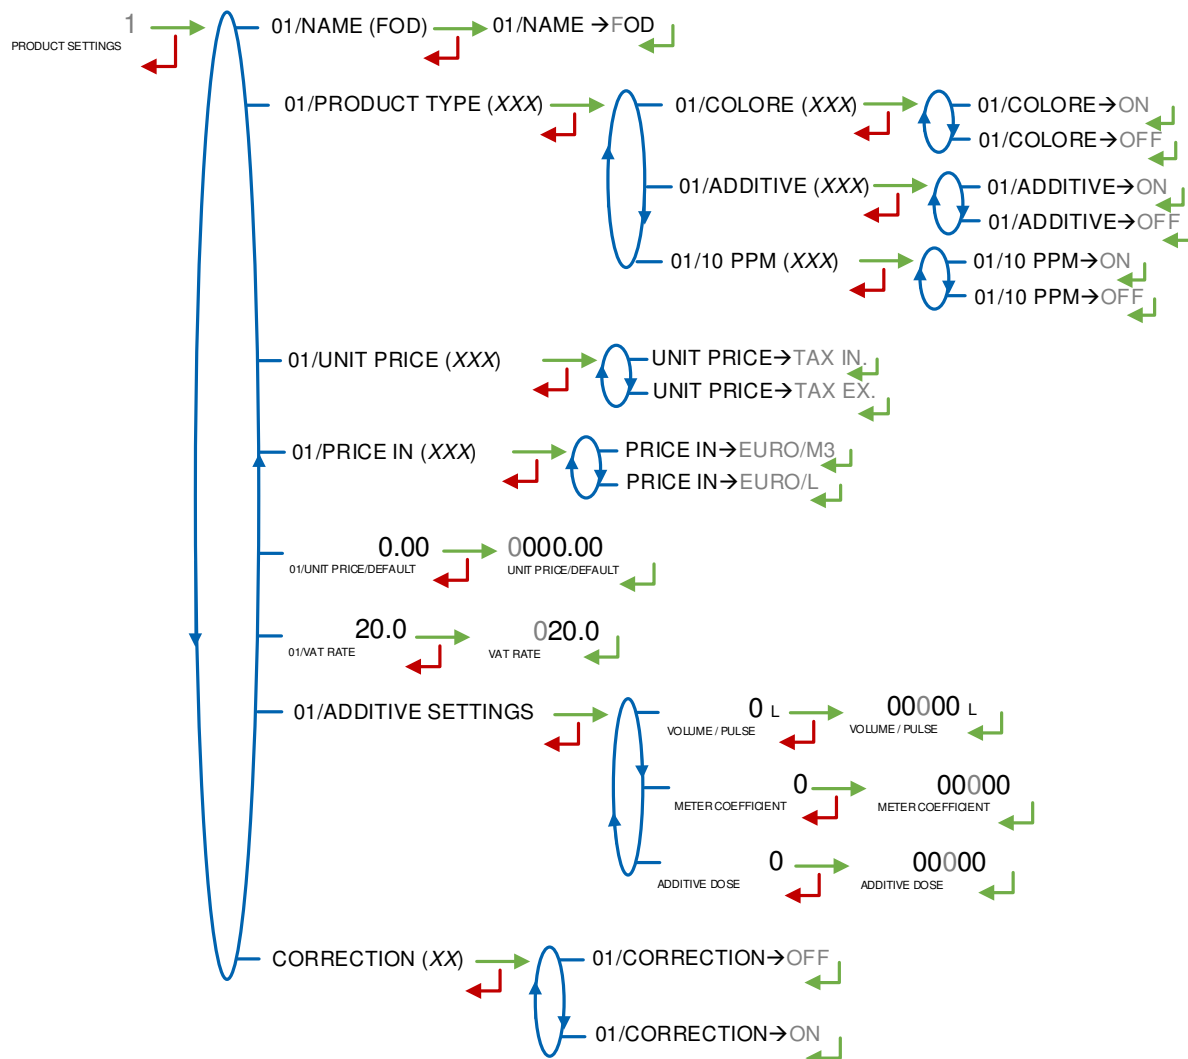 1
PRODUCT SETTINGS
01/NAME (FOD)
01/NAME →FOD
01/PRODUCT TYPE (XXX)
01/COLORE (XXX)
01/COLORE→ON
01/COLORE→OFF
01/ADDITIVE (XXX)
01/ADDITIVE→ON
01/ADDITIVE→OFF
01/10 PPM (XXX)
01/10 PPM→ON
01/10 PPM→OFF
01/UNIT PRICE (XXX)
UNIT PRICE→TAX IN.
UNIT PRICE→TAX EX.
01/PRICE IN (XXX)
PRICE IN→EURO/M3
PRICE IN→EURO/L
0.00
01/UNIT PRICE/DEFAULT
0000.00
UNIT PRICE/DEFAULT
20.0
01/VAT RATE
020.0
VAT RATE
01/ADDITIVE SETTINGS
0 L
VOLUME / PULSE
00000 L
VOLUME / PULSE
0
METER COEFFICIENT
00000
METER COEFFICIENT
0
ADDITIVE DOSE
00000
ADDITIVE DOSE
CORRECTION (XX)
01/CORRECTION→OFF
01/CORRECTION→ON